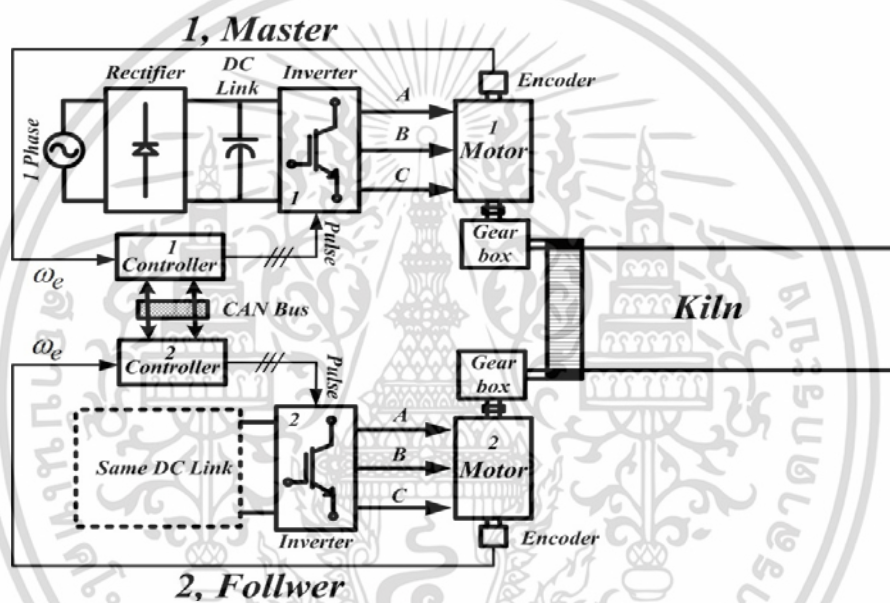 1, Master
Rectifier
DC
Link
Inverter
Encoder
1 Phase
A
B
C
1
1
Motor
Pulse
Gear
box
1
Controller
ωe
CAN Bus
Kiln
ωe
2
Controller
Pulse
Gear
box
Same DC Link
2
A
B
C
2
Motor
Inverter
Encoder
2, Follwer